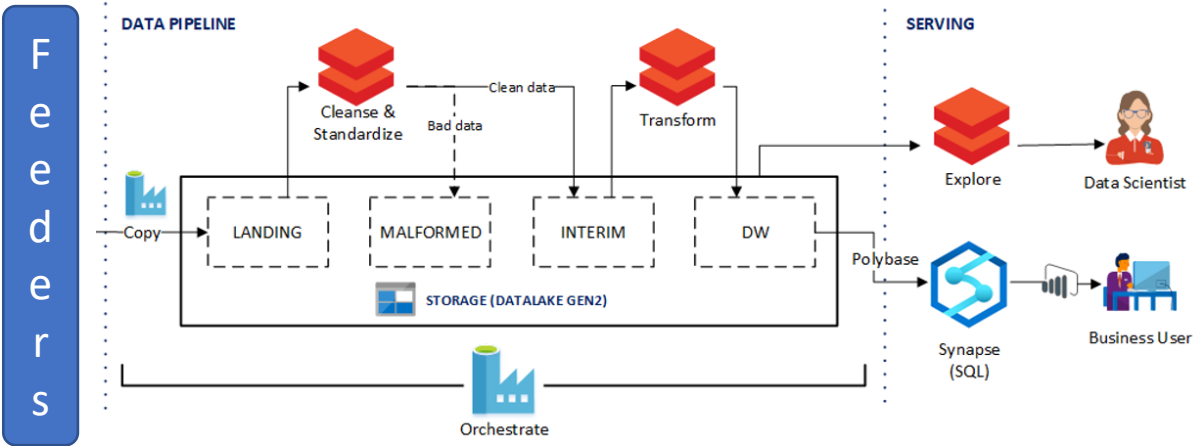 Feeders
DATA PIPELINE
SERVING
Cleanse &
Standardize
Clean data
Bad data
Transform
Explore
Data Scientist
Copy
LANDING
MALFORMED
INTERIM
DW
Polybase
STORAGE (DATALAKE GEN2)
Synapse
(SQL)
Business User
Orchestrate